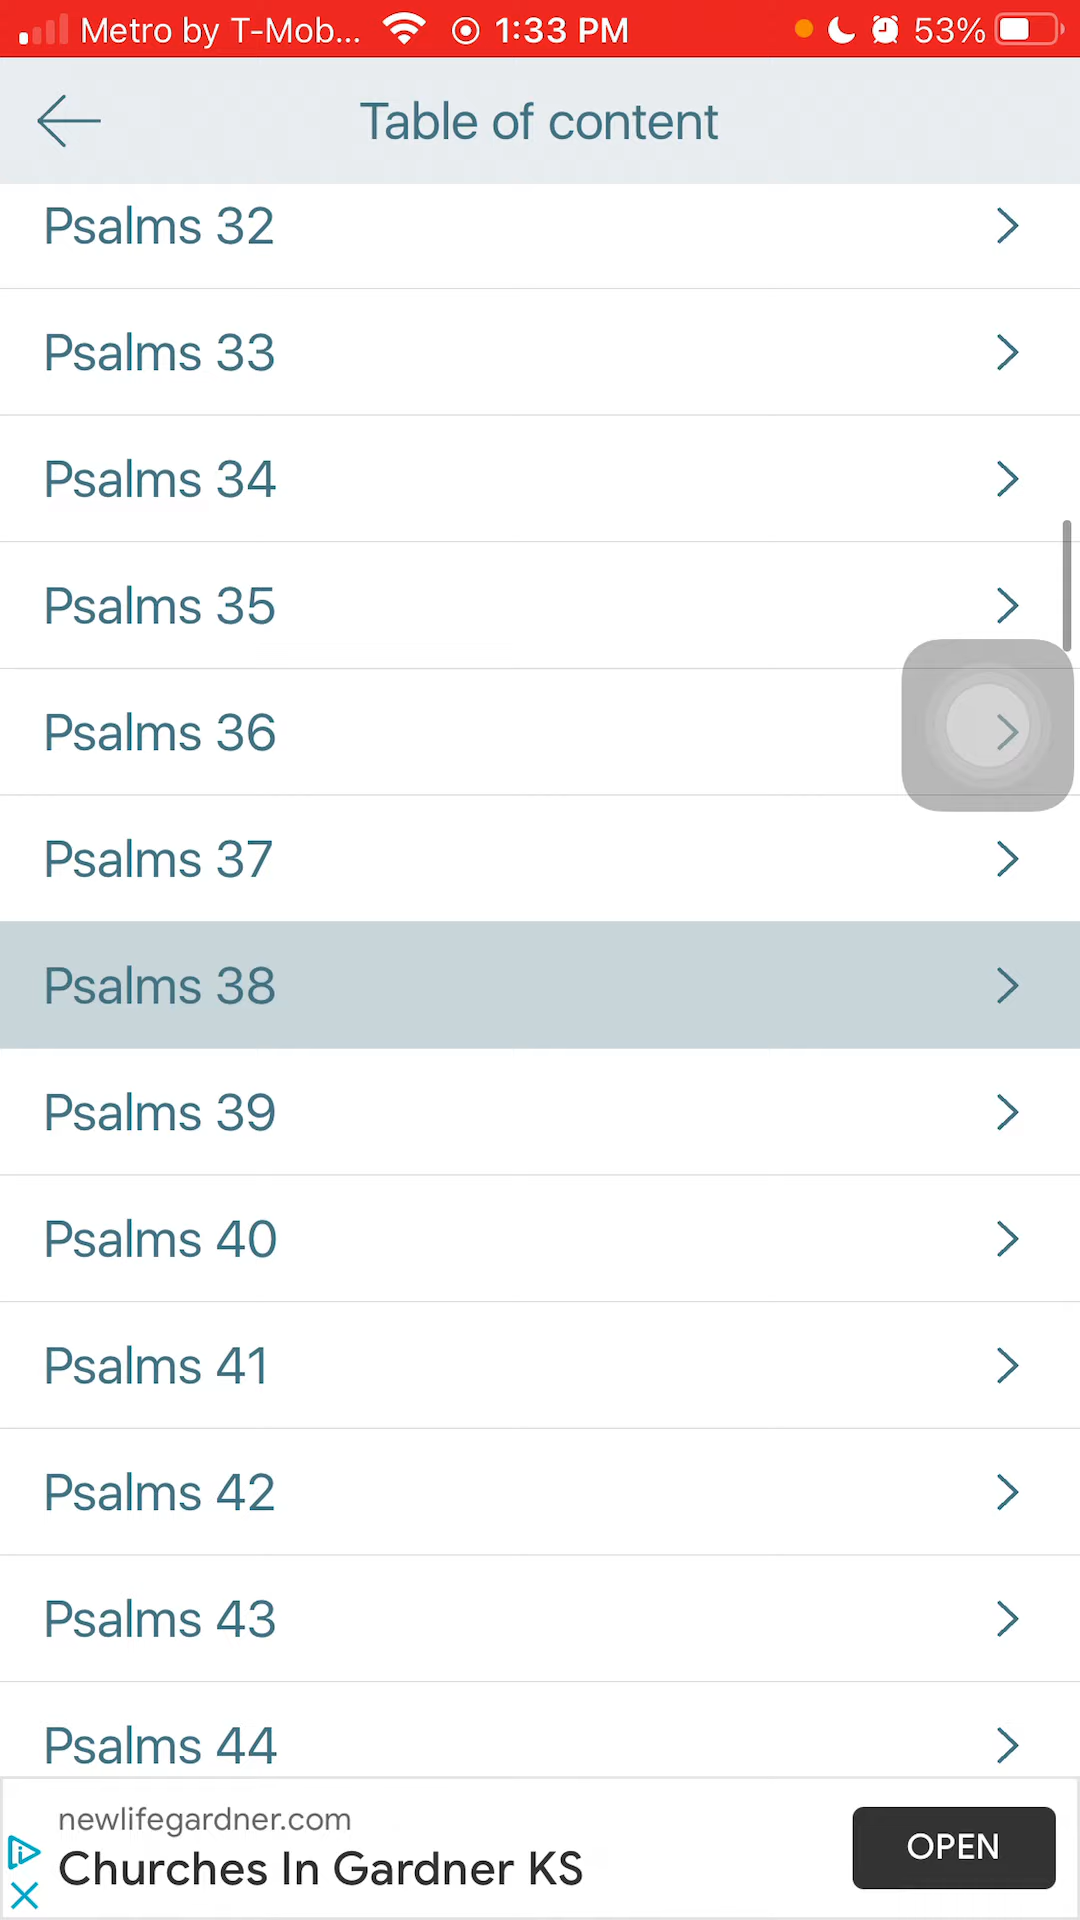 Metro by T-Mob... 1:33 PM 53%
Table of content
Psalms 32
Psalms 33
Psalms 34
Psalms 35
Psalms 36
Psalms 37
Psalms 38
Psalms 39
Psalms 40
Psalms 41
Psalms 42
Psalms 43
Psalms 44
newlifegardner.com
Churches In Gardner KS
OPEN